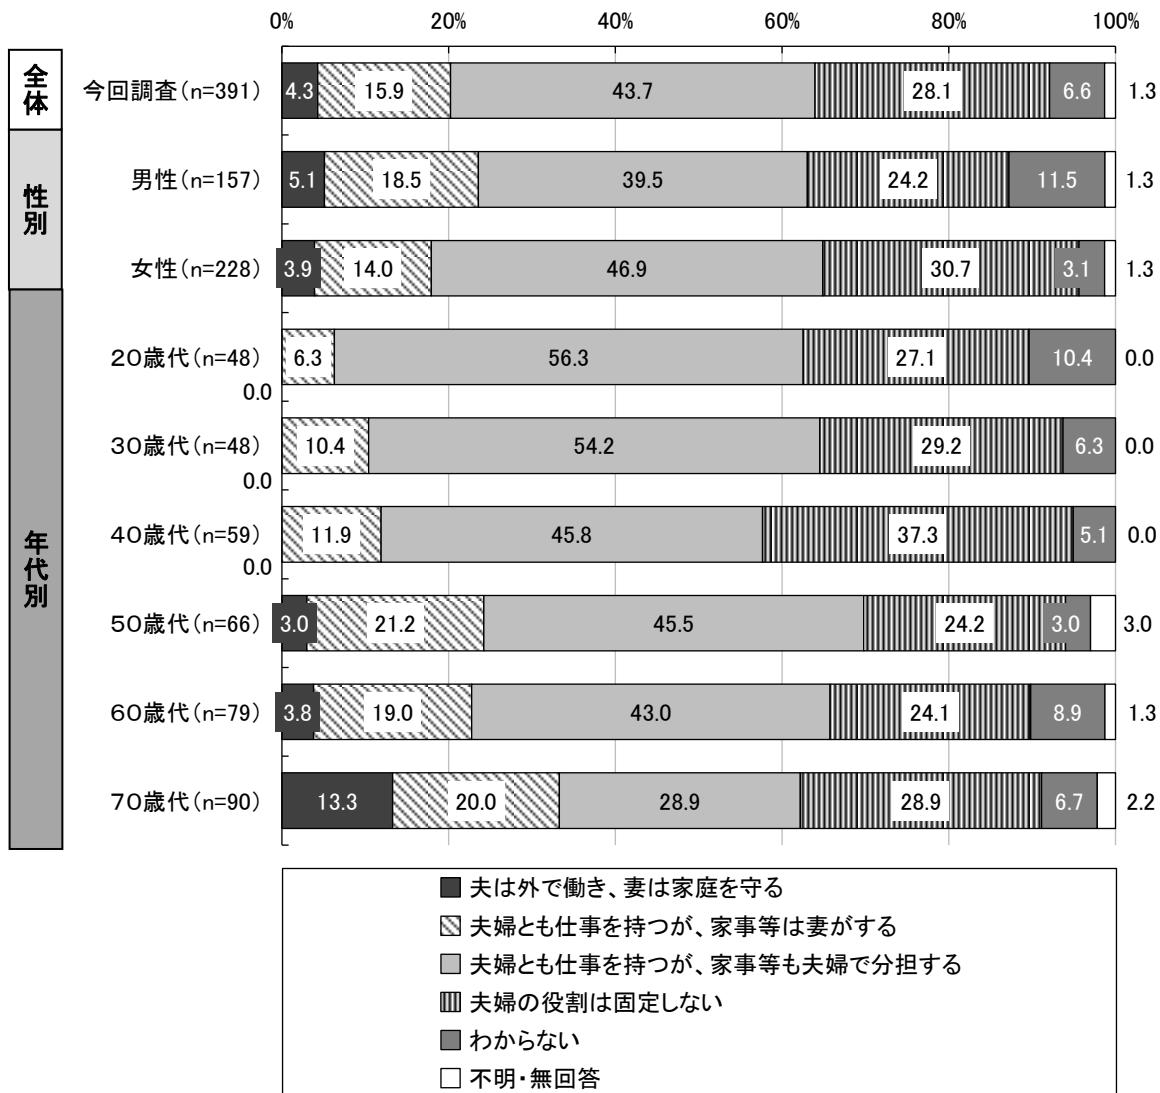 0% 20% 40% 60% 80% 100%
全体
今回調査(n=391) 4.3 15.9 43.7 28.1 6.6 1.3
性別
男性(n=157) 5.1 18.5 39.5 24.2 11.5 1.3
女性(n=228) 3.9 14.0 46.9 30.7 3.1 1.3
年代別
20歳代(n=48) 6.3 56.3 27.1 10.4 0.0
0.0
30歳代(n=48) 10.4 54.2 29.2 6.3 0.0
0.0
40歳代(n=59) 11.9 45.8 37.3 5.1 0.0
0.0
50歳代(n=66) 3.0 21.2 45.5 24.2 3.0 3.0
60歳代(n=79) 3.8 19.0 43.0 24.1 8.9 1.3
70歳代(n=90) 13.3 20.0 28.9 28.9 6.7 2.2
夫は外で働き、妻は家庭を守る
夫婦とも仕事を持つが、家事等は妻がする
夫婦とも仕事を持つが、家事等も夫婦で分担する
夫婦の役割は固定しない
わからない
不明・無回答